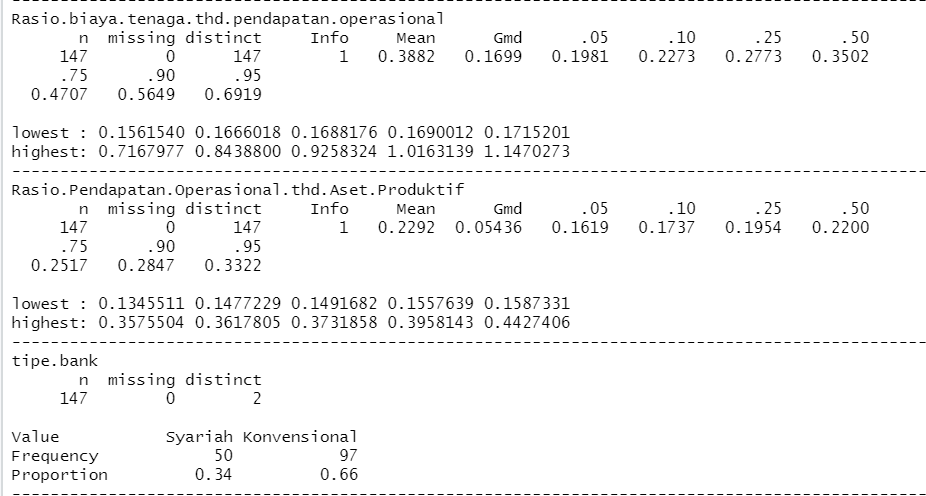 Rasio.biaya.tenaga.thd.pendapatan.operasional
n missing distinct Info Mean Gmd .05 .10 .25 .50
147 0 147 1 0.3882 0.1699 0.1981 0.2273 0.2773 0.3502
.75 .90 .95
0.4707 0.5649 0.6919
lowest : 0.1561540 0.1666018 0.1688176 0.1690012 0.1715201
highest: 0.7167977 0.8438800 0.9258324 1.0163139 1.1470273
Rasio.Pendapatan.Operasional.thd.Aset.Produktif
n missing distinct Info Mean Gmd .05 .10 .25 .50
147 0 147 1 0.2292 0.05436 0.1619 0.1737 0.1954 0.2200
.75 .90 .95
0.2517 0.2847 0.3322
lowest : 0.1345511 0.1477229 0.1491682 0.1557639 0.1587331
highest: 0.3575504 0.3617805 0.3731858 0.3958143 0.4427406
tipe.bank
n missing distinct
147 0 2
Value Syariah Konvensional
Frequency 50 97
Proportion 0.34 0.66